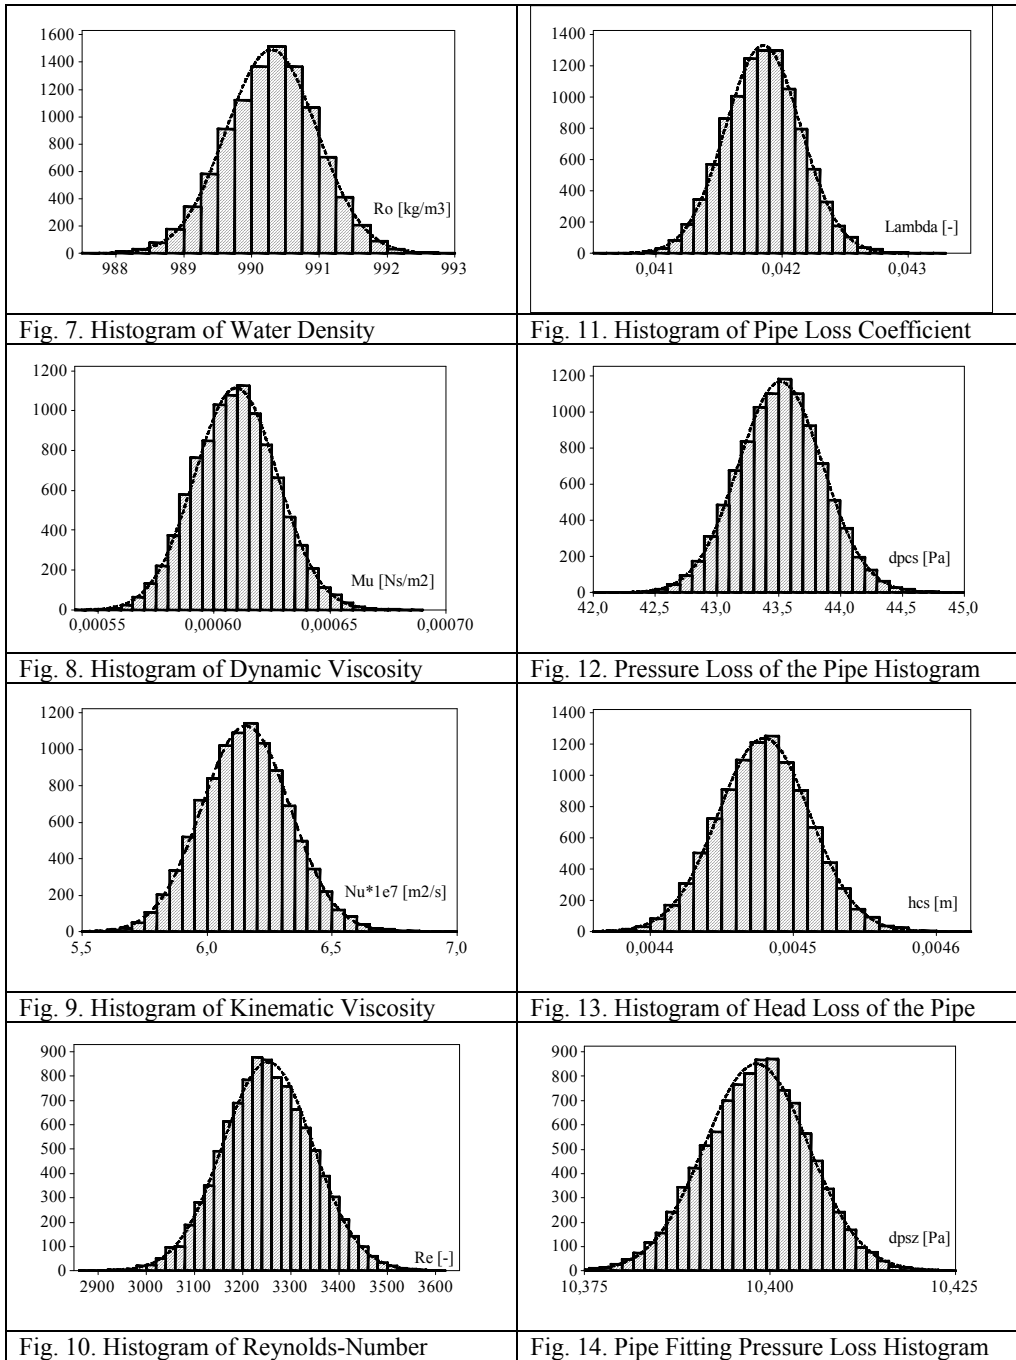 1600
1400
1200
1000
800
600
400
200
0
988 989 990 991 992 993
Ro [kg/m3]
Fig. 7. Histogram of Water Density
1400
1200
1000
800
600
400
200
0
0,041 0,042 0,043
Lambda [-]
Fig. 11. Histogram of Pipe Loss Coefficient
1200
1000
800
600
400
200
0
0,00055 0,00060 0,00065 0,00070
Mu [Ns/m2]
Fig. 8. Histogram of Dynamic Viscosity
1200
1000
800
600
400
200
0
42,0 42,5 43,0 43,5 44,0 44,5 45,0
dpcs [Pa]
Fig. 12. Pressure Loss of the Pipe Histogram
1200
1000
800
600
400
200
0
5,5 6,0 6,5 7,0
Nu*1e7 [m2/s]
Fig. 9. Histogram of Kinematic Viscosity
1400
1200
1000
800
600
400
200
0
0,0044 0,0045 0,0046
hcs [m]
Fig. 13. Histogram of Head Loss of the Pipe
900
800
700
600
500
400
300
200
100
0
2900 3000 3100 3200 3300 3400 3500 3600
Re [-]
Fig. 10. Histogram of Reynolds-Number
900
800
700
600
500
400
300
200
100
0
10,375 10,400 10,425
dpsz [Pa]
Fig. 14. Pipe Fitting Pressure Loss Histogram